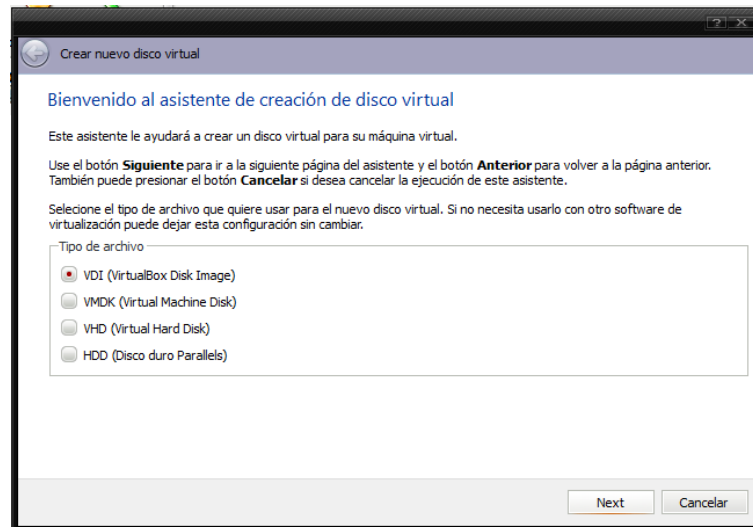 Crear nuevo disco virtual
Bienvenido al asistente de creación de disco virtual
Este asistente le ayudará a crear un disco virtual para su máquina virtual.
Use el botón Siguiente para ir a la siguiente página del asistente y el botón Anterior para volver a la página anterior.
También puede presionar el botón Cancelar si desea cancelar la ejecución de este asistente.
Selecione el tipo de archivo que quiere usar para el nuevo disco virtual. Si no necesita usarlo con otro software de
virtualización puede dejar esta configuración sin cambiar.
Tipo de archivo
VDI (VirtualBox Disk Image)
VMDK (Virtual Machine Disk)
VHD (Virtual Hard Disk)
HDD (Disco duro Parallels)
Next Cancelar